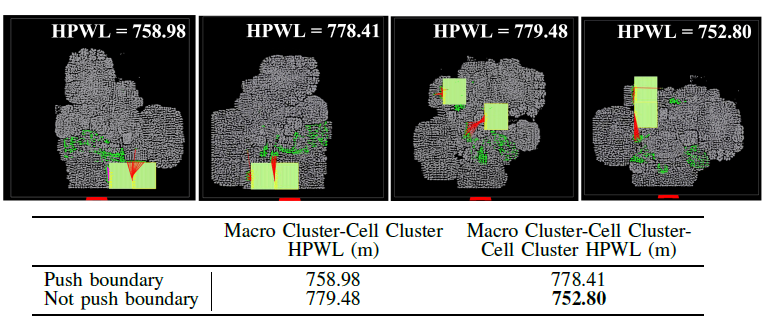 HPWL = 758.98
HPWL = 778.41
HPWL = 779.48
HPWL = 752.80
Macro Cluster-Cell Cluster Macro Cluster-Cell Cluster-
HPWL (m) Cell Cluster HPWL (m)
Push boundary 758.98 778.41
Not push boundary 779.48 752.80